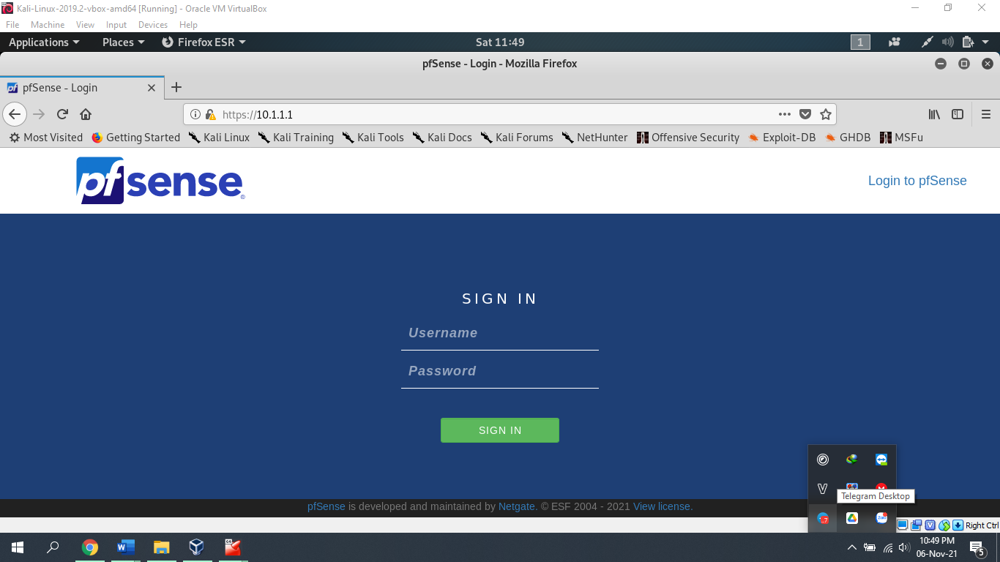 Kali-Linux-2019.2-vbox-amd64 [Running] - Oracle VM VirtualBox
File Machine View Input Devices Help
Applications Places Firefox ESR Sat 11:49 1
pfSense - Login - Mozilla Firefox
pfSense - Login
https://10.1.1.1
Most Visited Getting Started Kali Linux Kali Training Kali Tools Kali Docs Kali Forums NetHunter Offensive Security Exploit-DB GHDB MSFu
pfsense®
Login to pfSense
SIGN IN
Username
Password
SIGN IN
Telegram Desktop
pfSense is developed and maintained by Netgate. © ESF 2004 - 2021 View license.
Right Ctrl
10:49 PM
06-Nov-21
5